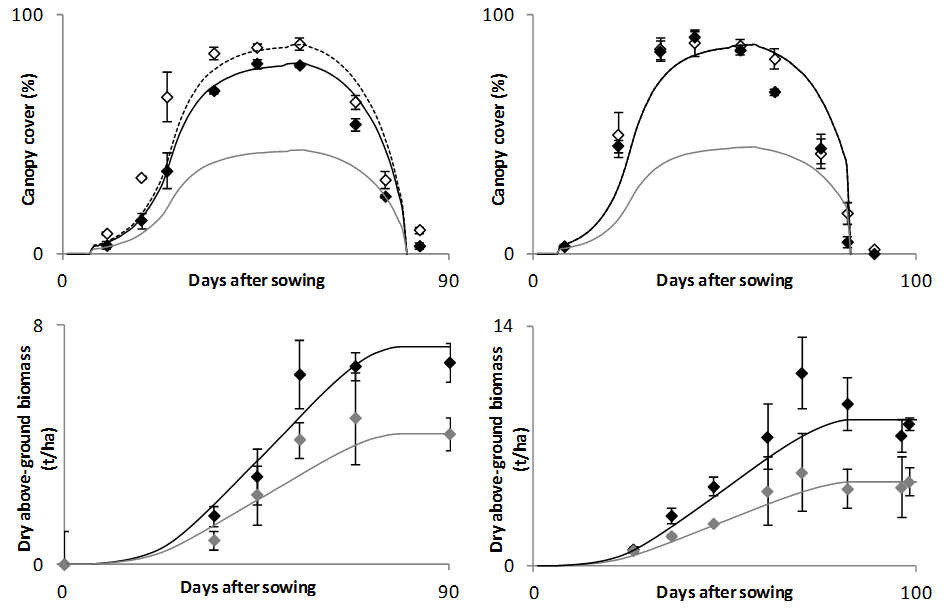 100
100
Canopy cover (%)
Canopy cover (%)
0
0
0
Days after sowing
90
0
Days after sowing
100
8
14
Dry above-ground biomass
(t/ha)
Dry above-ground biomass
(t/ha)
0
0
0
Days after sowing
90
0
Days after sowing
100